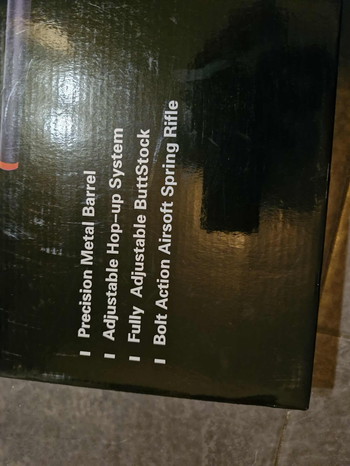 I Precision Metal Barrel
I Adjustable Hop-up System
I Fully Adjustable ButtStock
I Bolt Action Airsoft Spring Rifle